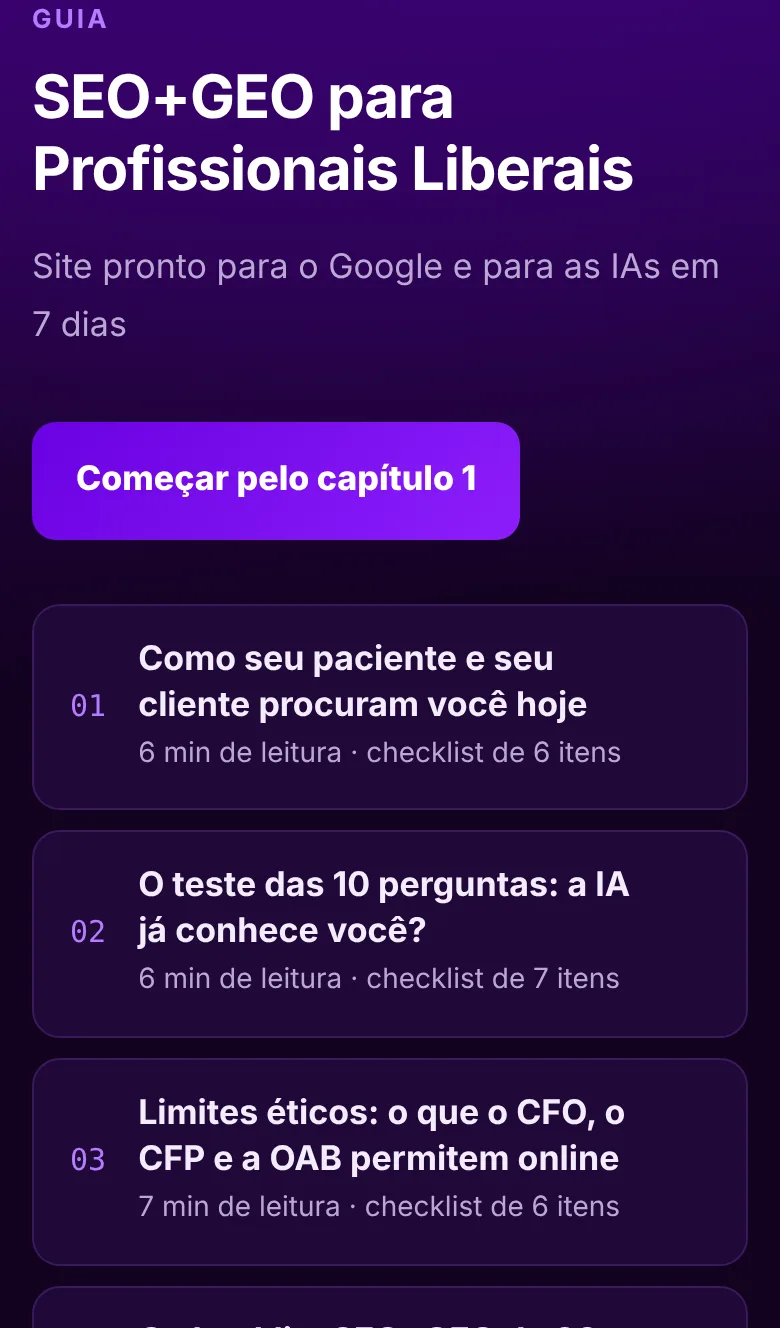 GUIA
SEO+GEO para
Profissionais Liberais
Site pronto para o Google e para as IAs em
7 dias
Começar pelo capítulo 1
01
Como seu paciente e seu
cliente procuram você hoje
6 min de leitura · checklist de 6 itens
02
O teste das 10 perguntas: a IA
já conhece você?
6 min de leitura · checklist de 7 itens
03
Limites éticos: o que o CFO, o
CFP e a OAB permitem online
7 min de leitura · checklist de 6 itens